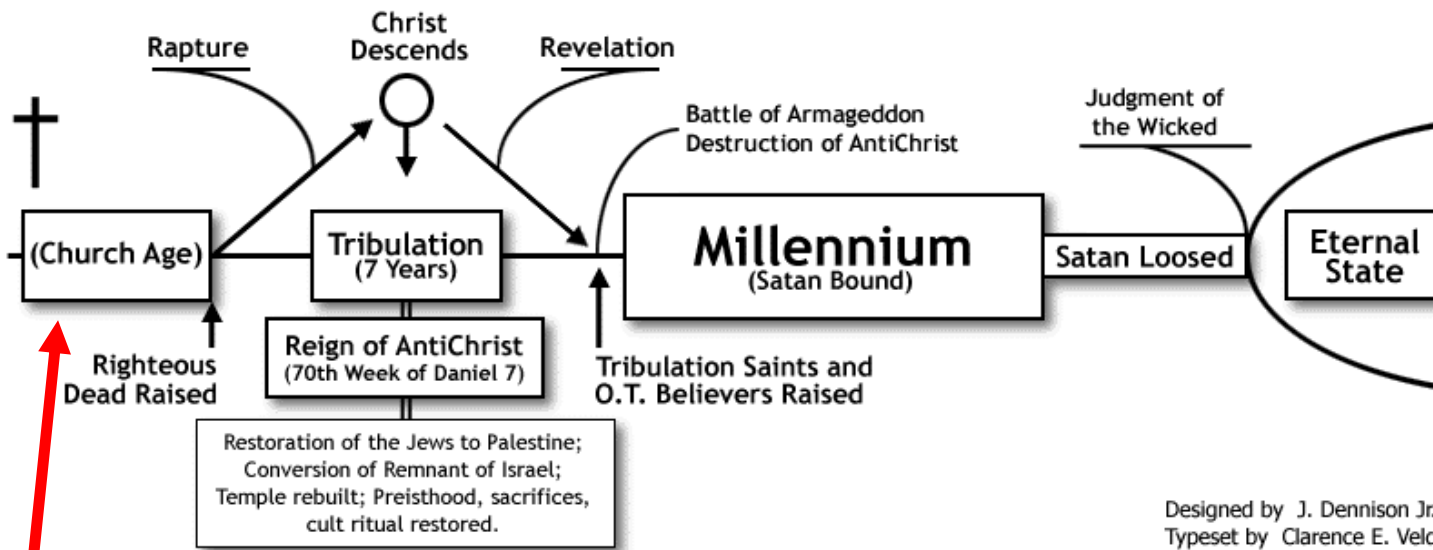 Christ
Descends
Rapture
Revelation
Battle of Armageddon
Destruction of AntiChrist
Judgment of
the Wicked
(Church Age)
Tribulation
(7 Years)
Millennium
(Satan Bound)
Satan Loosed
Eternal
State
Righteous
Dead Raised
Reign of AntiChrist
(70th Week of Daniel 7)
Tribulation Saints and
O.T. Believers Raised
Restoration of the Jews to Palestine;
Conversion of Remnant of Israel;
Temple rebuilt; Preisthood, sacrifices,
cult ritual restored.
Designed by J. Dennison Jr.
Typeset by Clarence E.